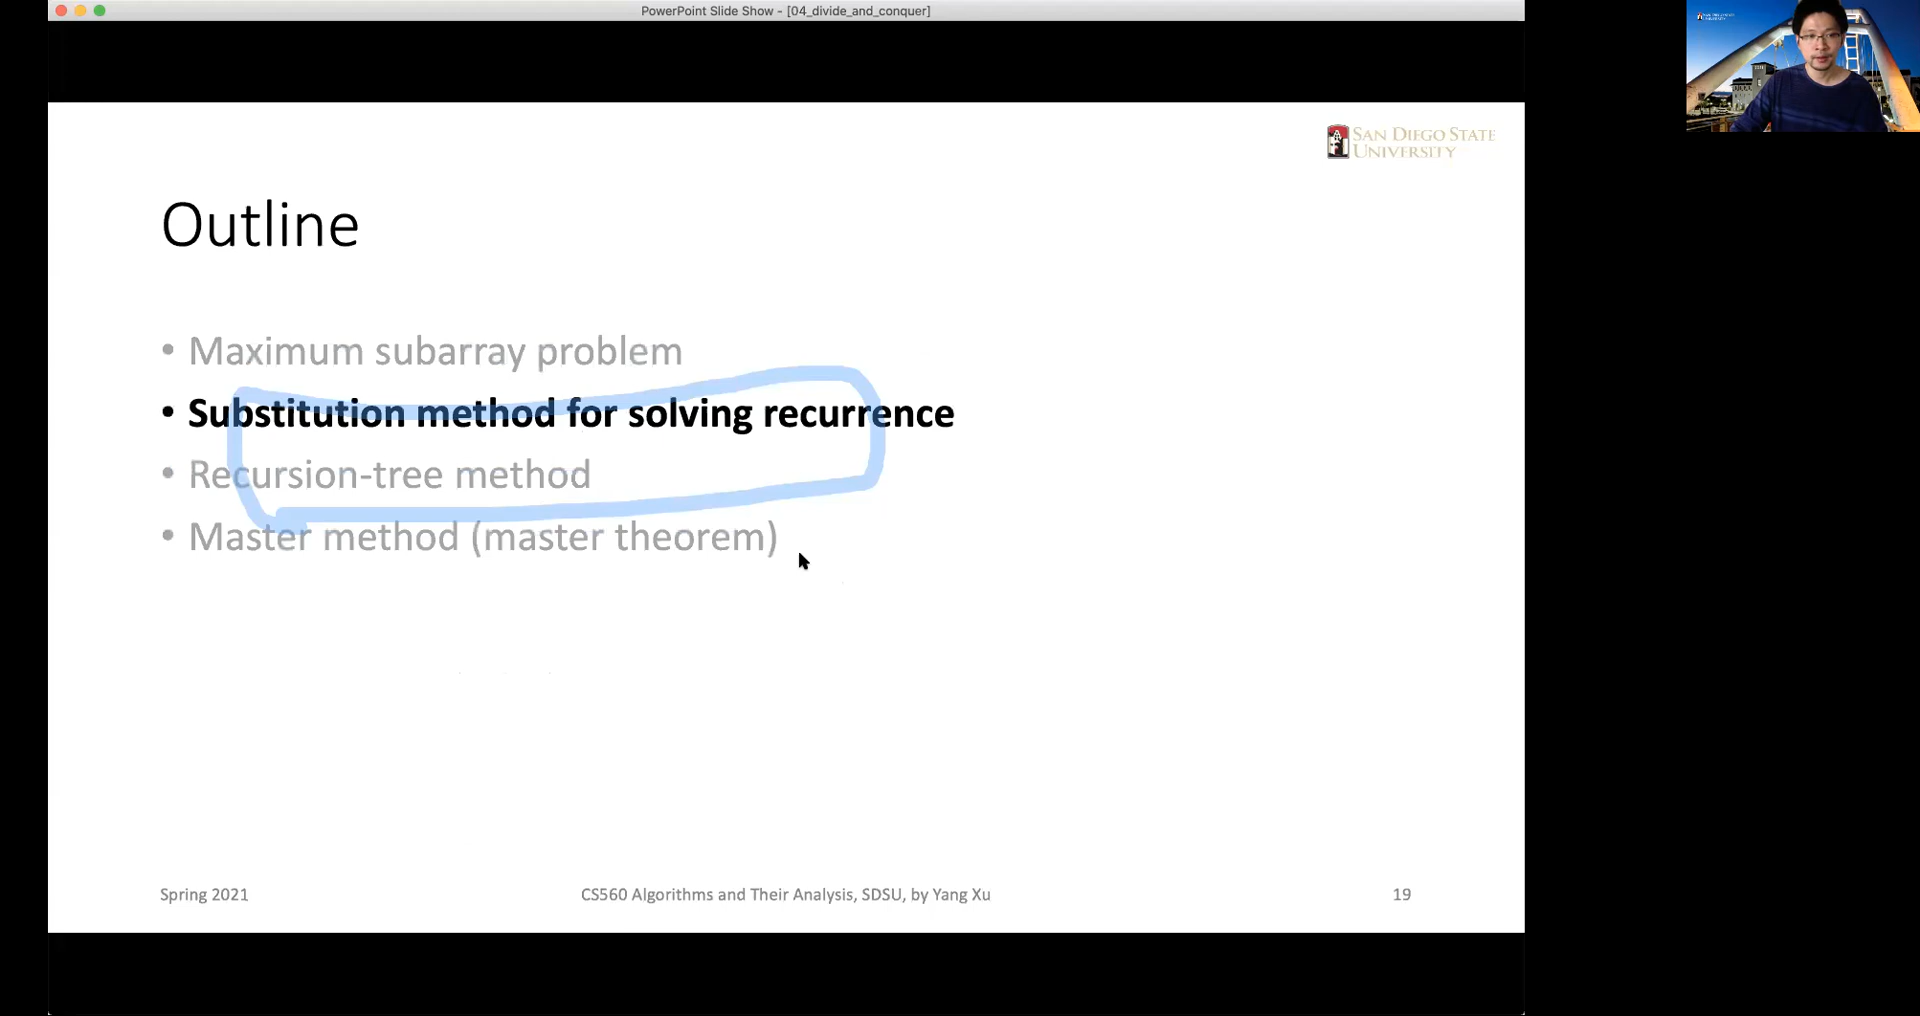 PowerPoint Slide Show - [04_divide_and_conquer]
SAN DIEGO STATE
UNIVERSITY
Outline
• Maximum subarray problem
• Substitution method for solving recurrence
• Recursion-tree method
• Master method (master theorem)
Spring 2021
CS560 Algorithms and Their Analysis, SDSU, by Yang Xu
19